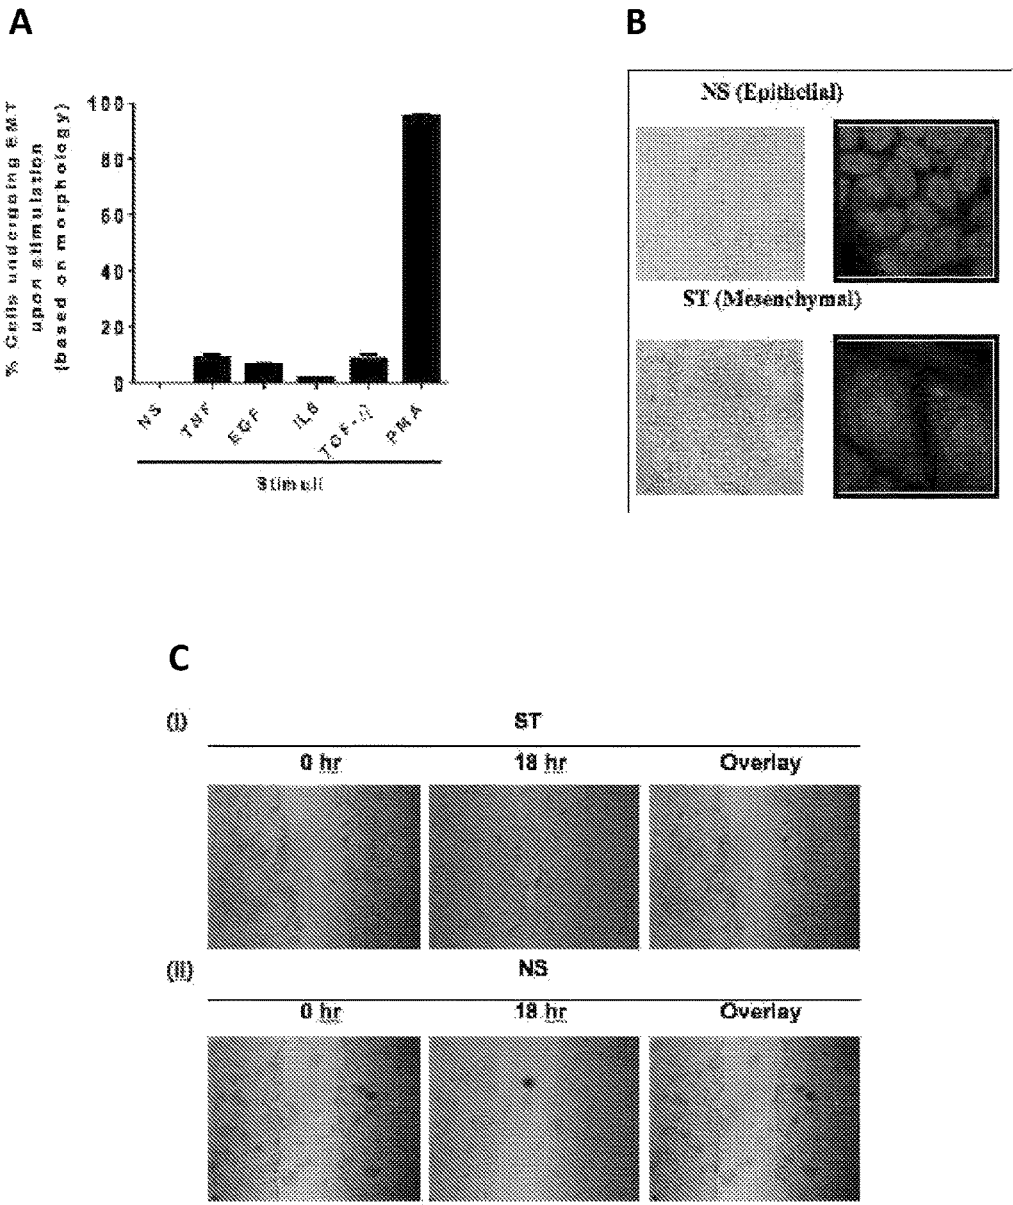 A
% Cells undergoing EMT
upon stimulation
(based on morphology)
100
80
60
40
20
0
NS
TNF
EGF
IL6
PMA
Stimuli
B
NS (Epithelial)
ST (Mesenchymal)
C
(i)
ST
0 hr
18 hr
Overlay
(ii)
NS
0 hr
18 hr
Overlay